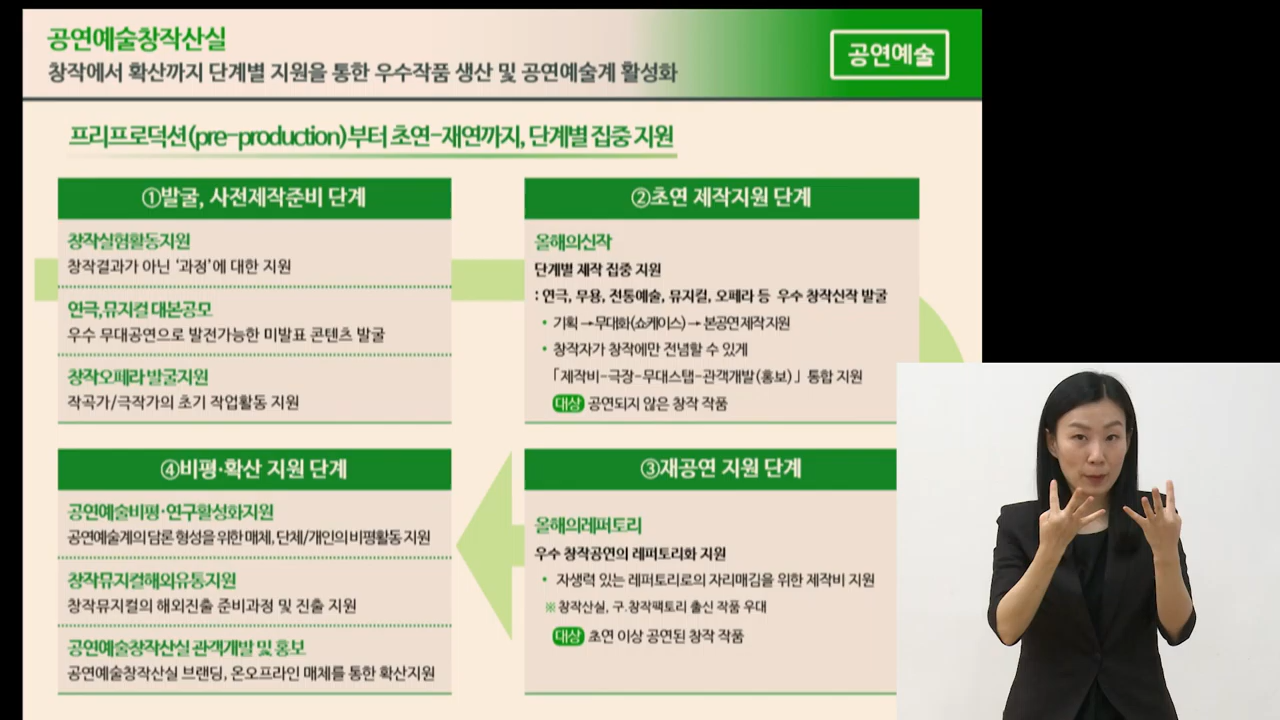 공연예술창작산실
창작에서 확산까지 단계별 지원을 통한 우수작품 생산 및 공연예술계 활성화
공연예술
프리프로덕션(pre-production)부터 초연-재연까지, 단계별 집중 지원
①발굴, 사전제작준비 단계
창작실험활동지원
창작결과가 아닌 '과정'에 대한 지원
연극,뮤지컬 대본공모
우수 무대공연으로 발전가능한 미발표 콘텐츠 발굴
창작오페라 발굴지원
작곡가/극작가의 초기 작업활동 지원
②초연 제작지원 단계
올해의신작
단계별 제작 집중 지원
: 연극, 무용, 전통예술, 뮤지컬, 오페라 등 우수 창작신작 발굴
• 기획 → 무대화(쇼케이스) → 본공연 제작 지원
• 창작자가 창작에만 전념할 수 있게
「제작비-극장-무대스탭-관객개발(홍보)」 통합 지원
대상 공연되지 않은 창작 작품
③재공연 지원 단계
올해의레퍼토리
우수 창작공연의 레퍼토리화 지원
• 자생력 있는 레퍼토리로의 자리매김을 위한 제작비 지원
※ 창작산실, 구.창작팩토리 출신 작품 우대
대상 초연 이상 공연된 창작 작품
④비평·확산 지원 단계
공연예술비평·연구활성화지원
공연예술계의 담론 형성을 위한 매체, 단체/개인의 비평활동 지원
창작뮤지컬해외유통지원
창작뮤지컬의 해외진출 준비과정 및 진출 지원
공연예술창작산실 관객개발 및 홍보
공연예술창작산실 브랜딩, 온오프라인 매체를 통한 확산지원